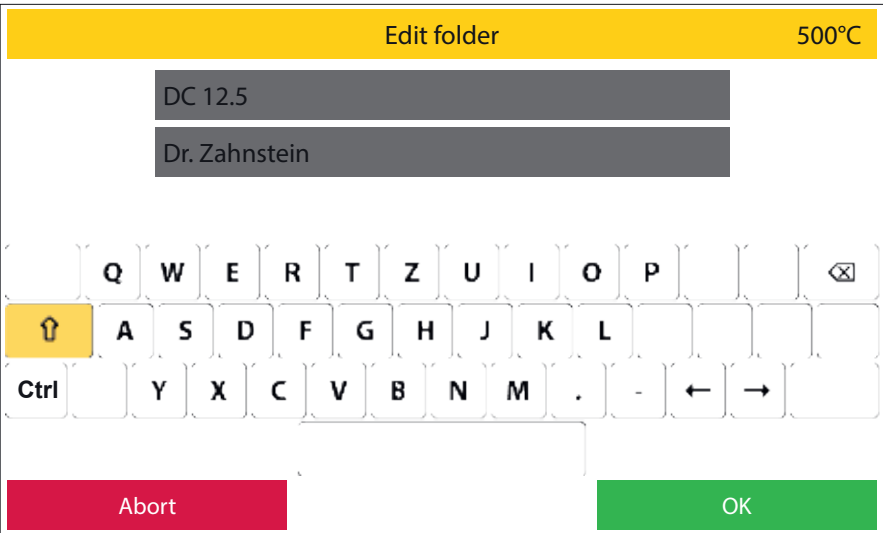 Edit folder 500°C
DC 12.5
Dr. Zahnstein
Q W E R T Z U I O P
A S D F G H J K L
Ctrl Y X C V B N M . - ← →
Abort OK